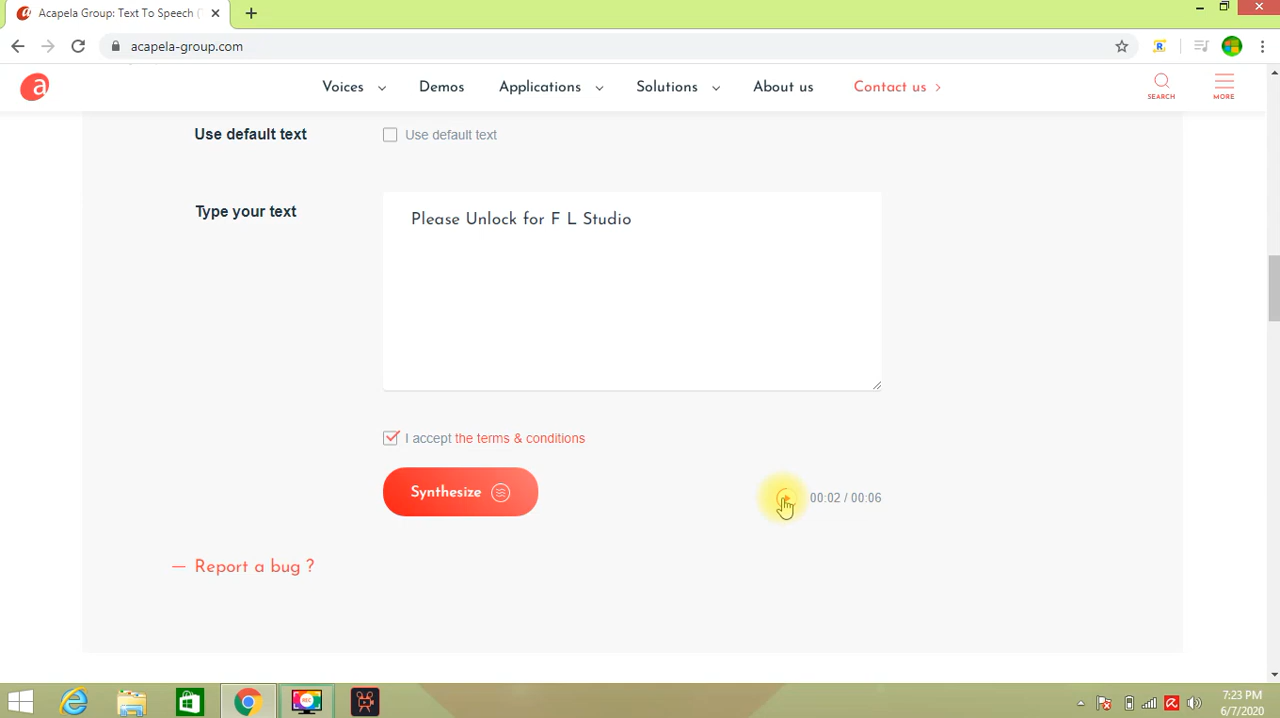 Acapela Group: Text To Speech (
acapela-group.com
Voices
Demos
Applications
Solutions
About us
Contact us
SEARCH
MORE
Use default text
Use default text
Type your text
Please Unlock for F L Studio
I accept the terms & conditions
Synthesize
00:02 / 00:06
Report a bug ?
7:23 PM
6/7/2020